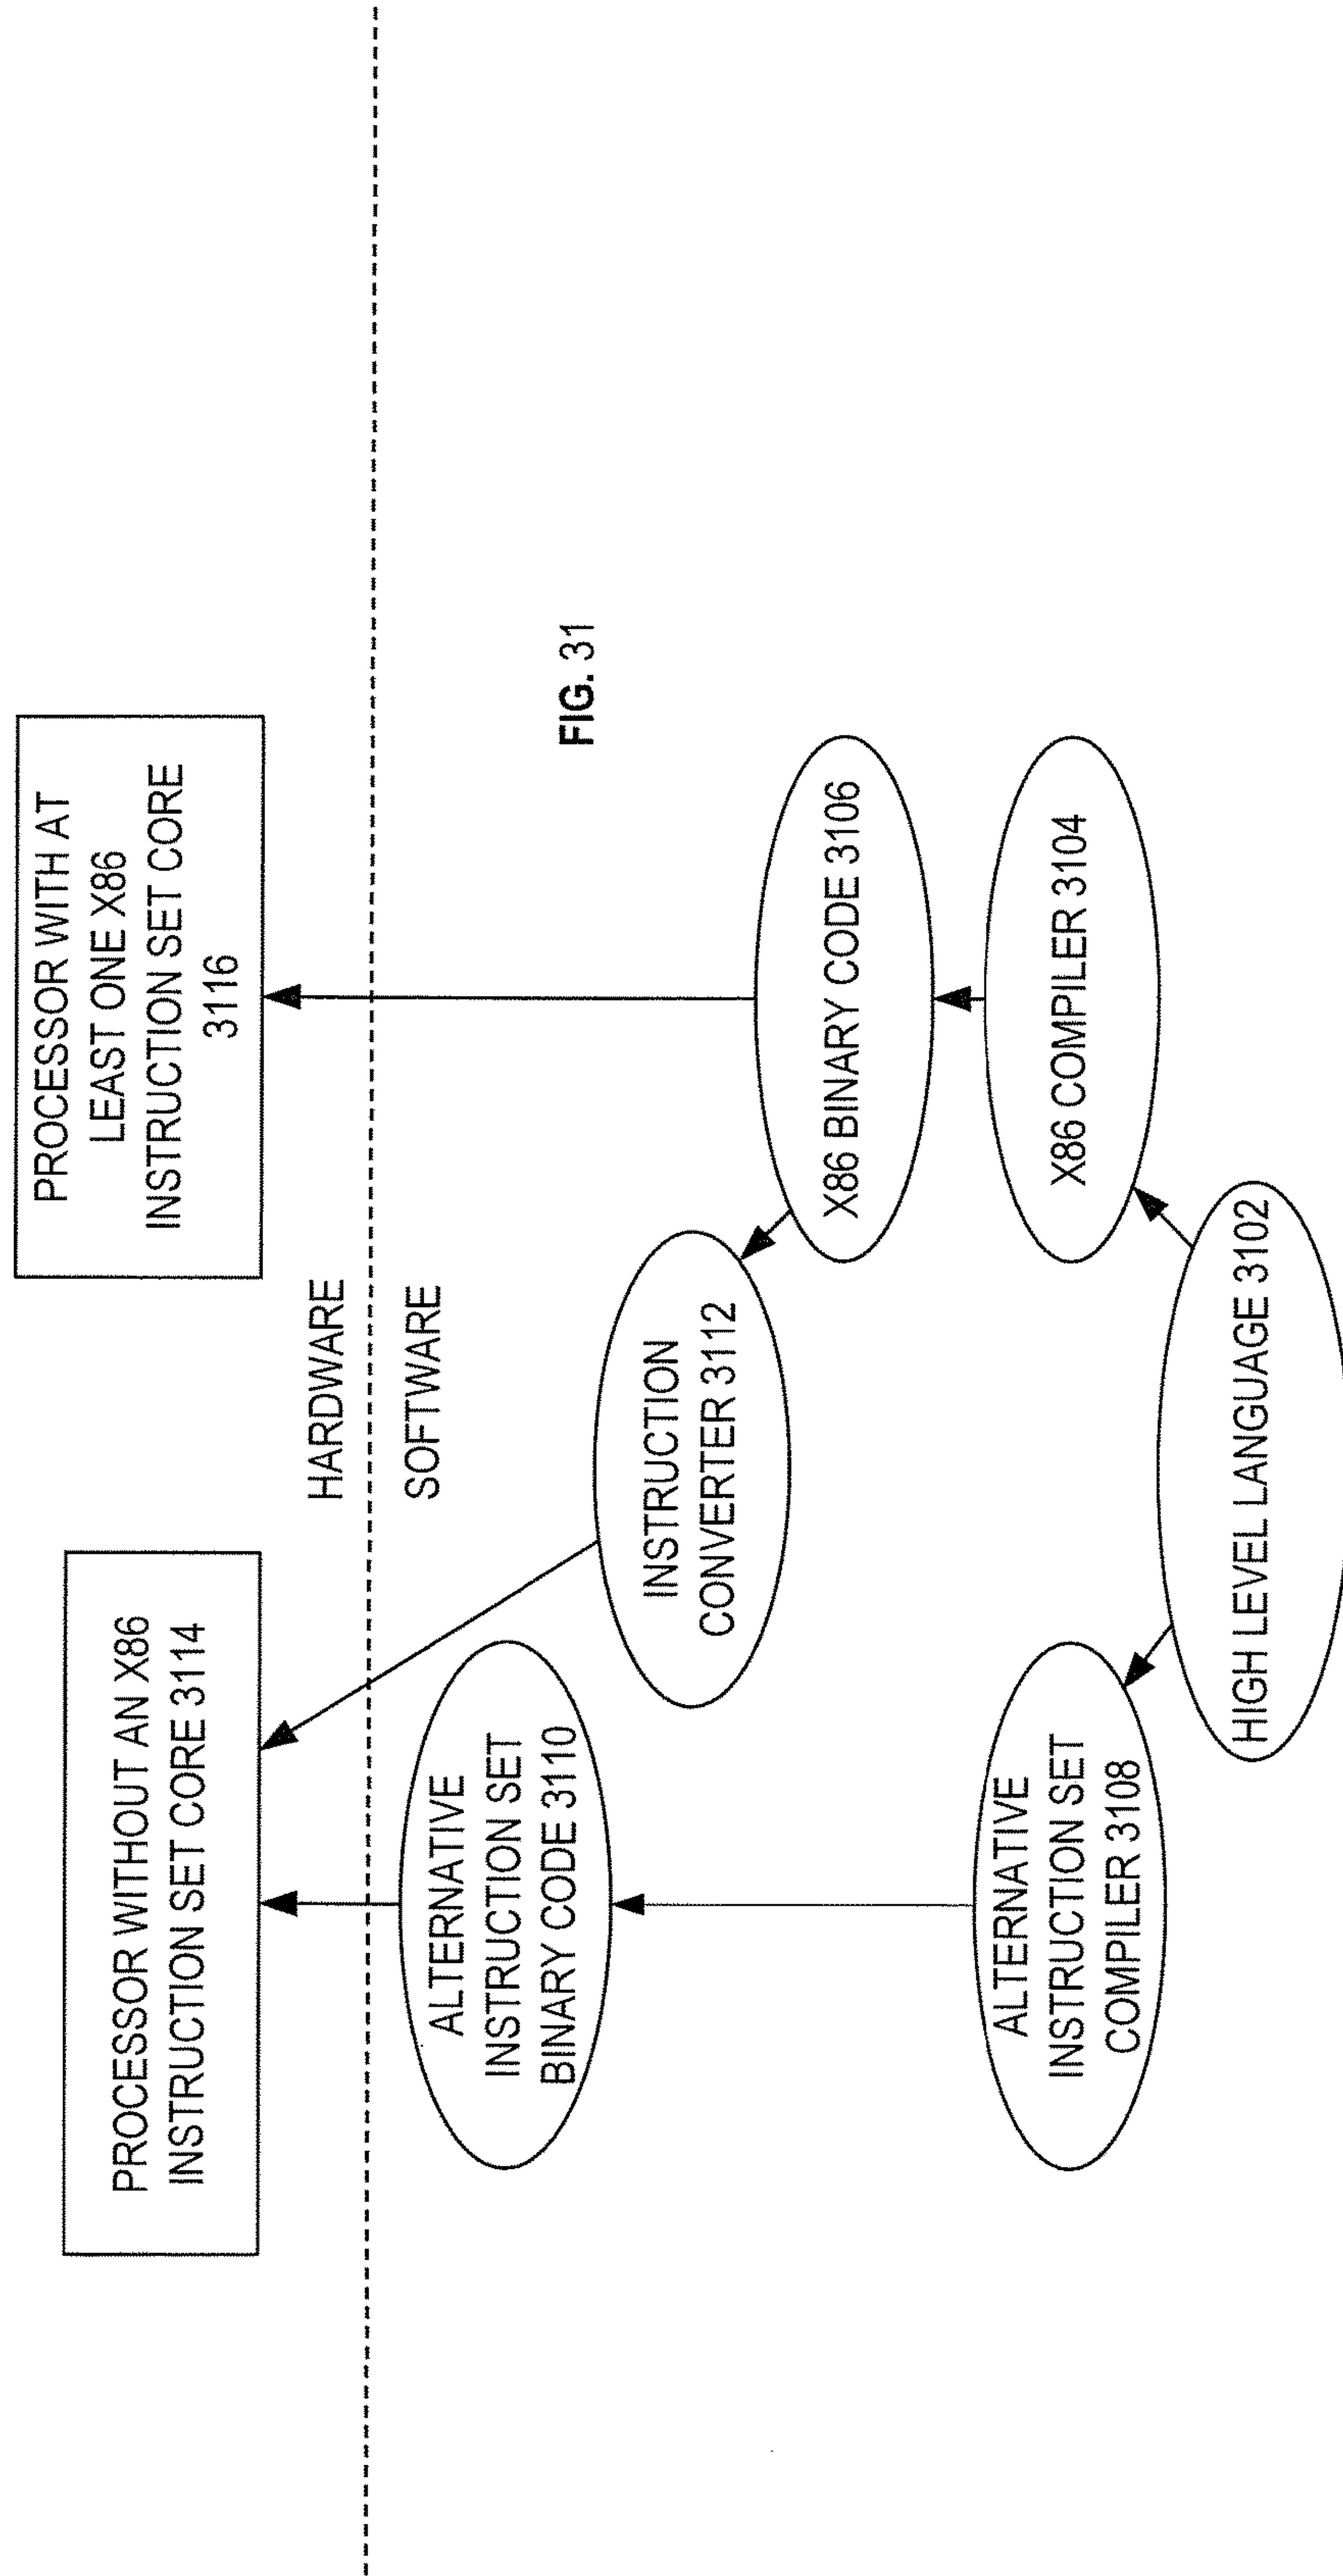 PROCESSOR WITHOUT AN X86
INSTRUCTION SET CORE 3114
PROCESSOR WITH AT
LEAST ONE X86
INSTRUCTION SET CORE
3116
HARDWARE
SOFTWARE
ALTERNATIVE
INSTRUCTION SET
BINARY CODE 3110
INSTRUCTION
CONVERTER 3112
FIG. 31
X86 BINARY CODE 3106
ALTERNATIVE
INSTRUCTION SET
COMPILER 3108
X86 COMPILER 3104
HIGH LEVEL LANGUAGE 3102